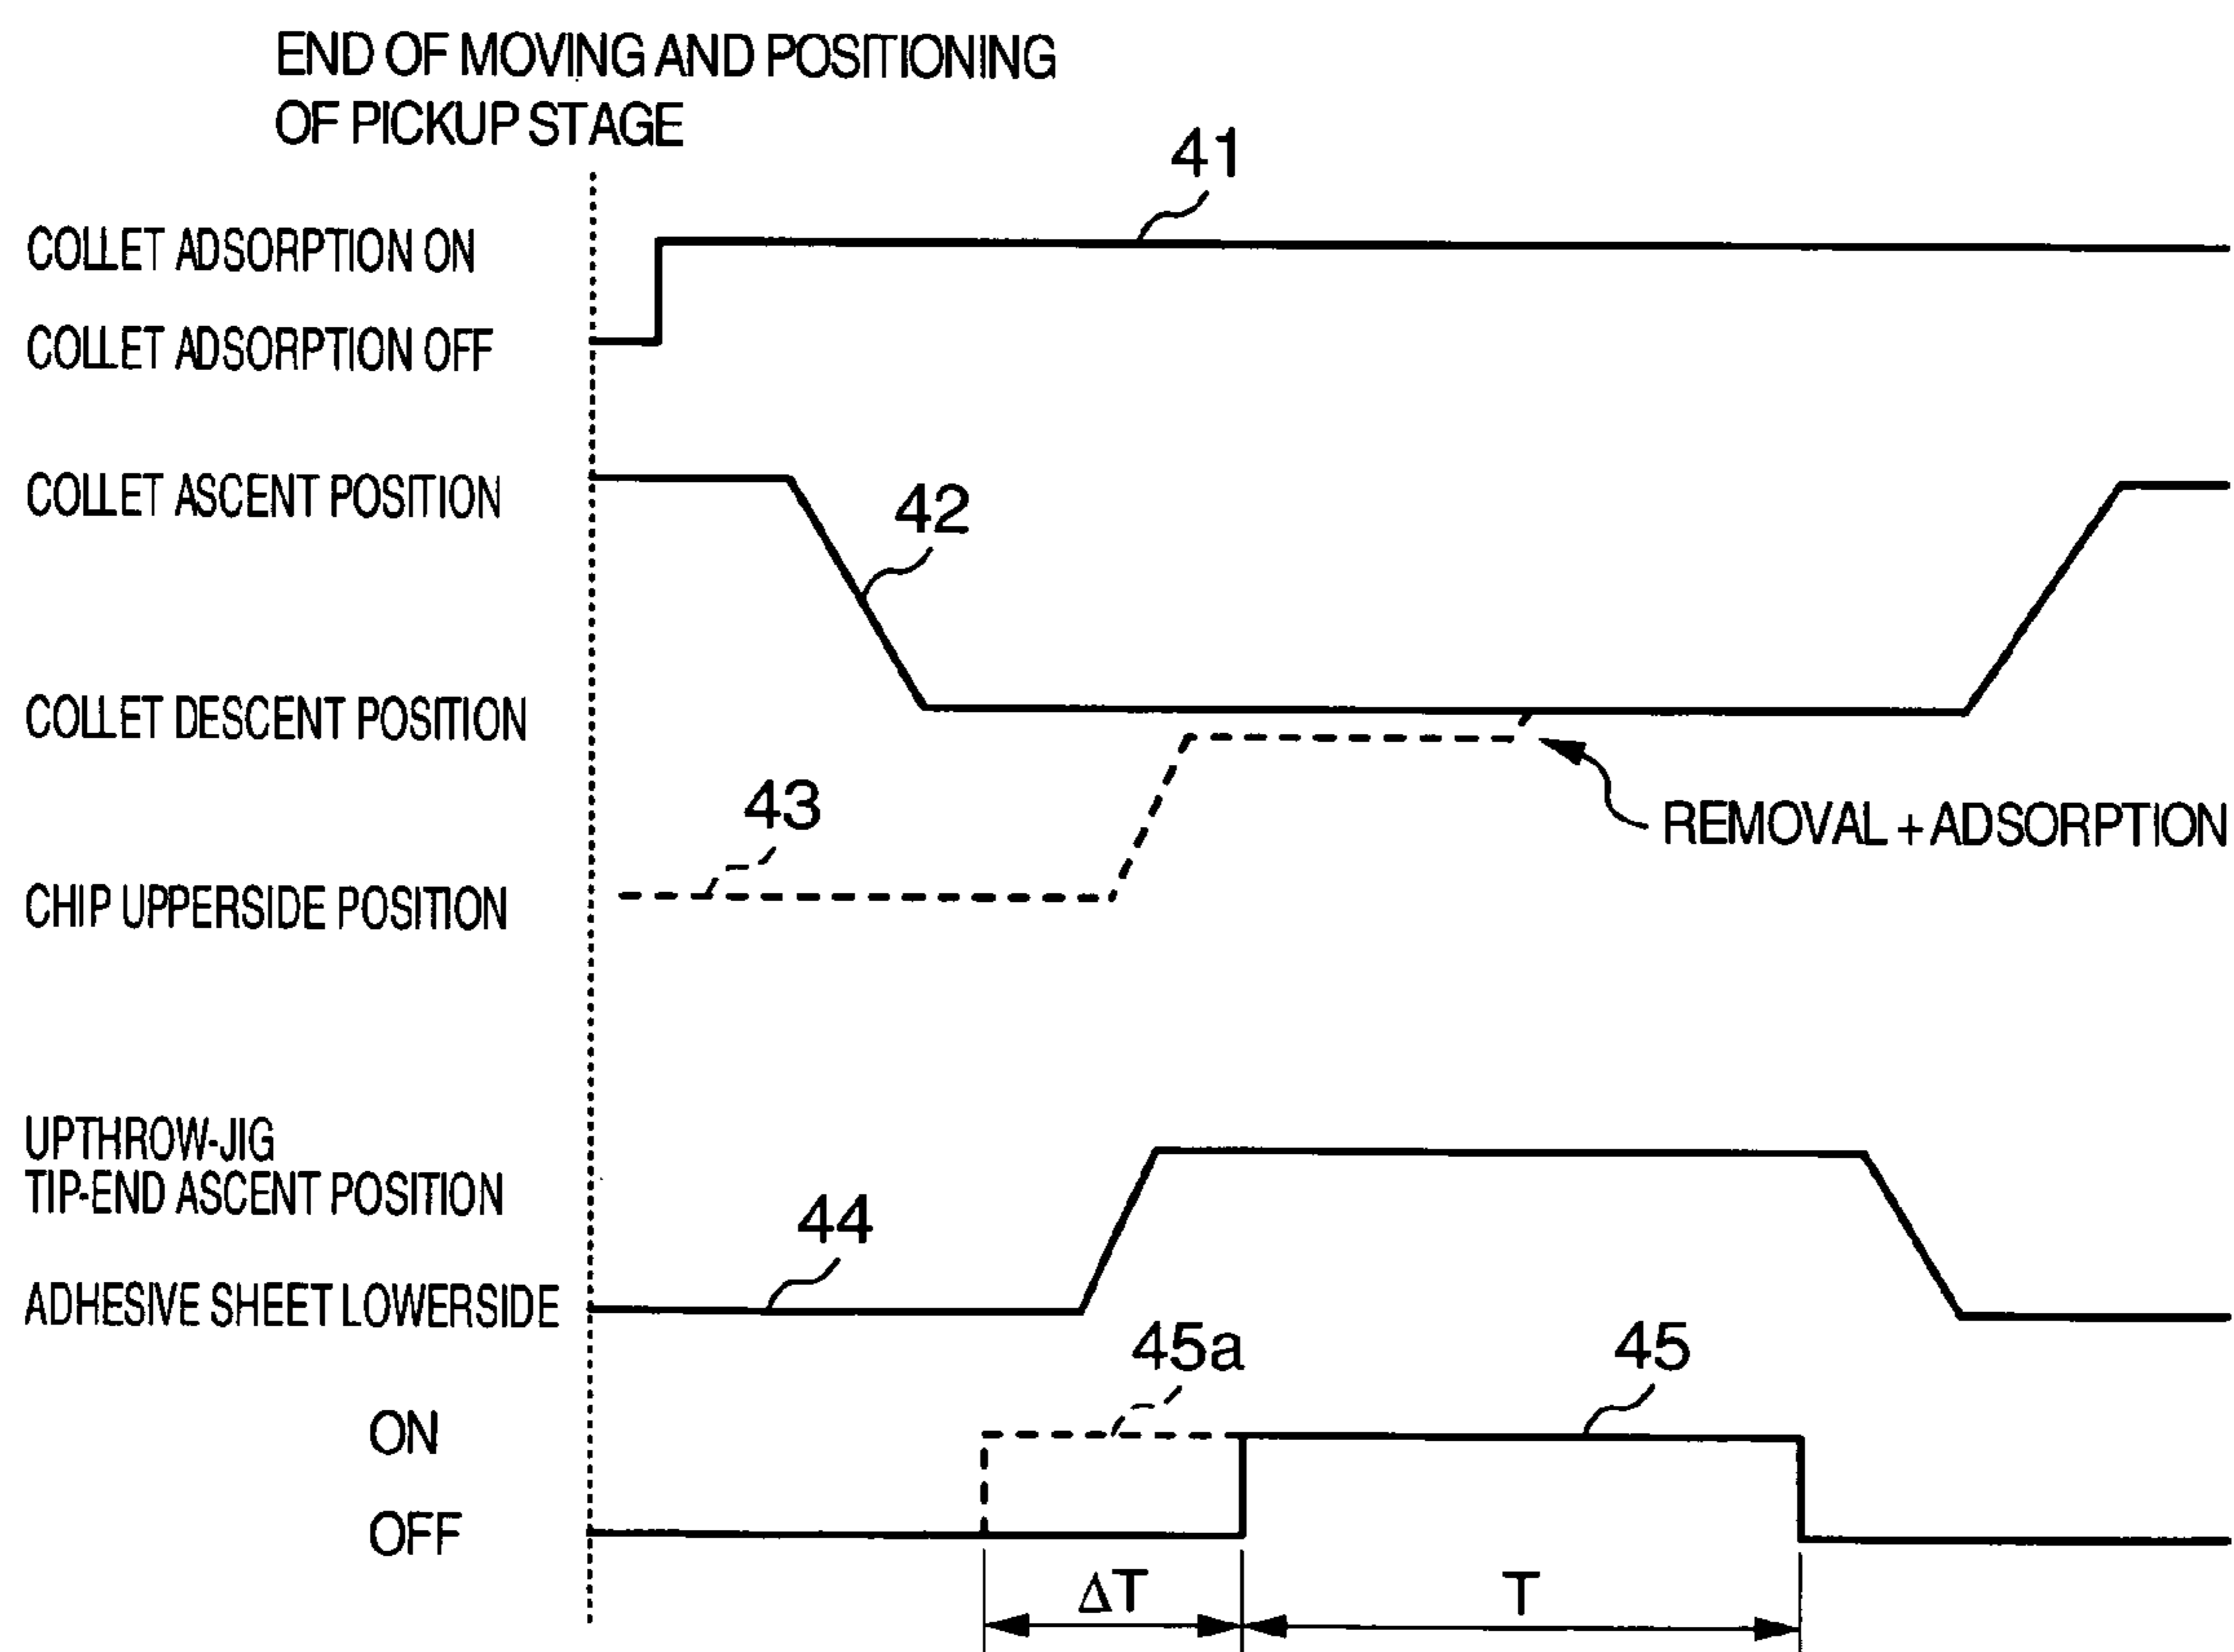 END OF MOVING AND POSITIONING
OF PICKUP STAGE
41
COLLET ADSORPTION ON
COLLET ADSORPTION OFF
COLLET ASCENT POSITION
42
COLLET DESCENT POSITION
43
REMOVAL + ADSORPTION
CHIP UPPERSIDE POSITION
UPTHROW-JIG
TIP-END ASCENT POSITION
44
ADHESIVE SHEET LOWERSIDE
45a
45
ON
OFF
ΔT
T